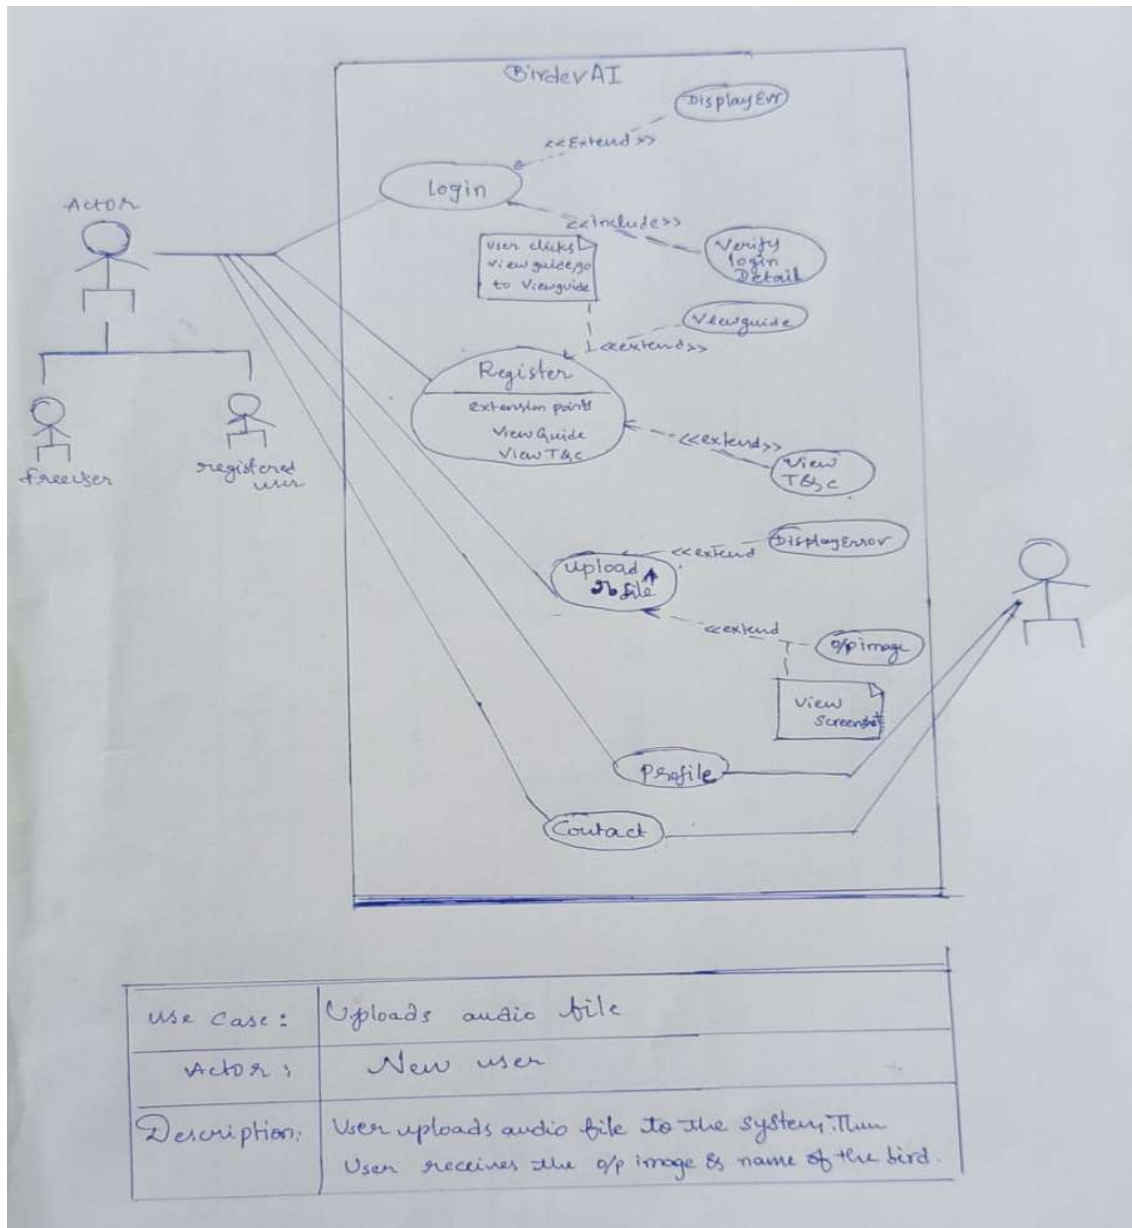 BirdevAI
DisplayErr
<<Extend>>
login
Actor
<<include>>
Verify
login
Detail
User clicks
view guide, go
to Viewguide
Viewguide
<<extend>>
Register
extension points
View Guide
View T&C
<<extend>>
View
T&C
freeuser
registered
user
DisplayError
<<extend
upload
file
<<extend
o/p image
View
Screenshot
Profile
Contact
Use Case: Uploads audio file
Actor: New user
Description: User uploads audio file to the system, Then
User receives the o/p image & name of the bird.